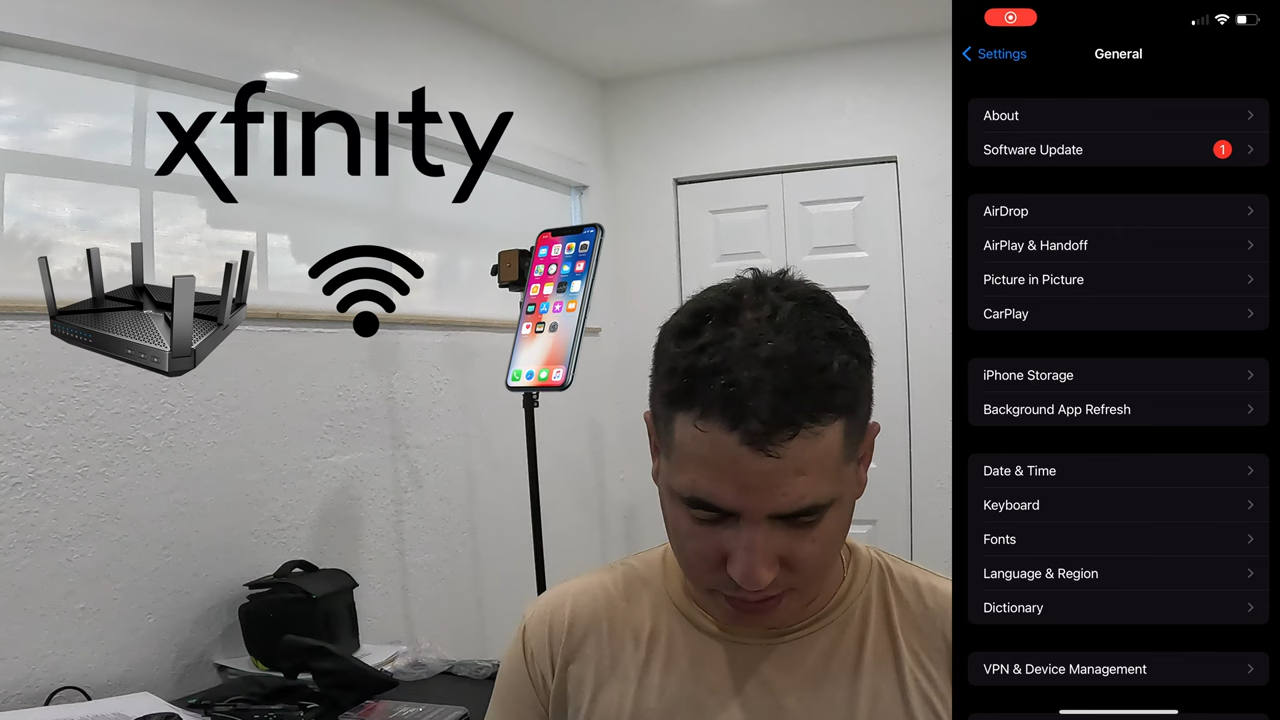 xfinity
Settings
General
About
Software Update
1
AirDrop
AirPlay & Handoff
Picture in Picture
CarPlay
iPhone Storage
Background App Refresh
Date & Time
Keyboard
Fonts
Language & Region
Dictionary
VPN & Device Management